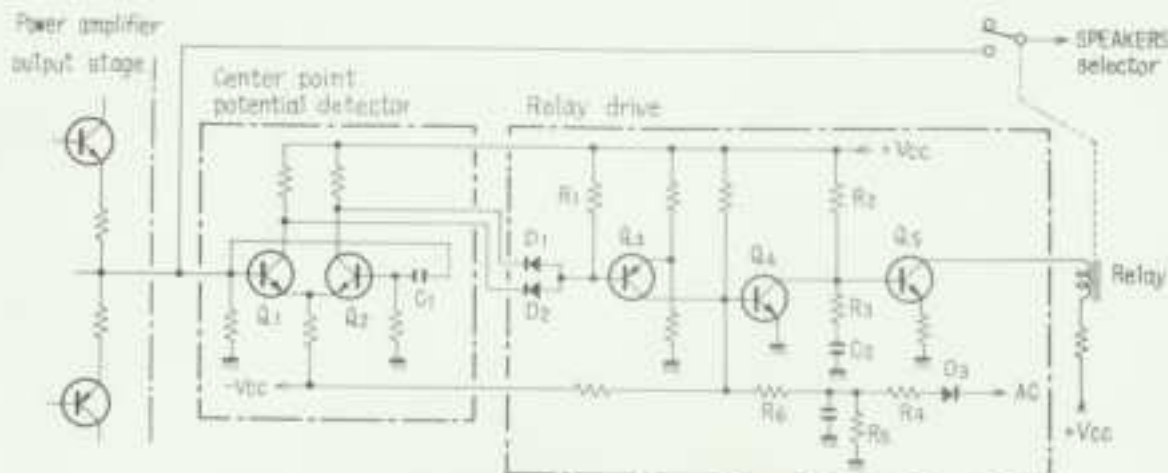 Power amplifier
output stage
SPEAKERS
selector
Center point
potential detector
Relay drive
+Vcc
R1
R2
D1
Q3
Q5
Q4
Relay
Q1
Q2
C1
D2
R3
C2
-Vcc
D3
R6
R4
AC
R5
+Vcc